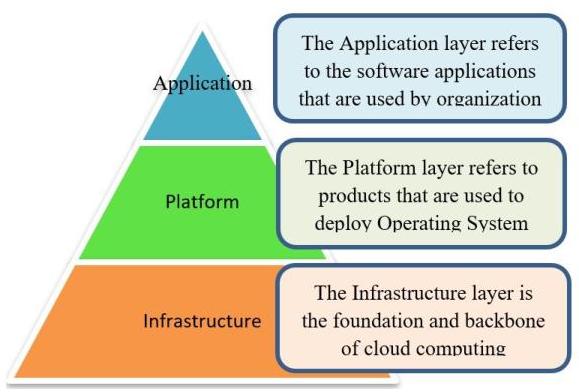 Application
The Application layer refers
to the software applications
that are used by organization
Platform
The Platform layer refers to
products that are used to
deploy Operating System
Infrastructure
The Infrastructure layer is
the foundation and backbone
of cloud computing